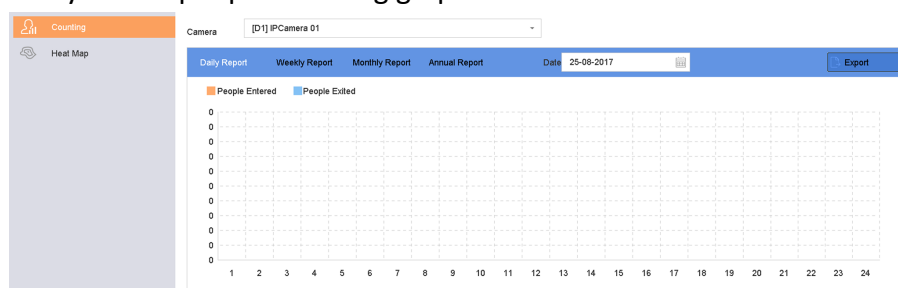 Counting
Heat Map
Camera [D1] IPCamera 01
Daily Report Weekly Report Monthly Report Annual Report Date 25-08-2017 Export
People Entered People Exited
0
0
0
0
0
0
0
0
0
0
0
1 2 3 4 5 6 7 8 9 10 11 12 13 14 15 16 17 18 19 20 21 22 23 24